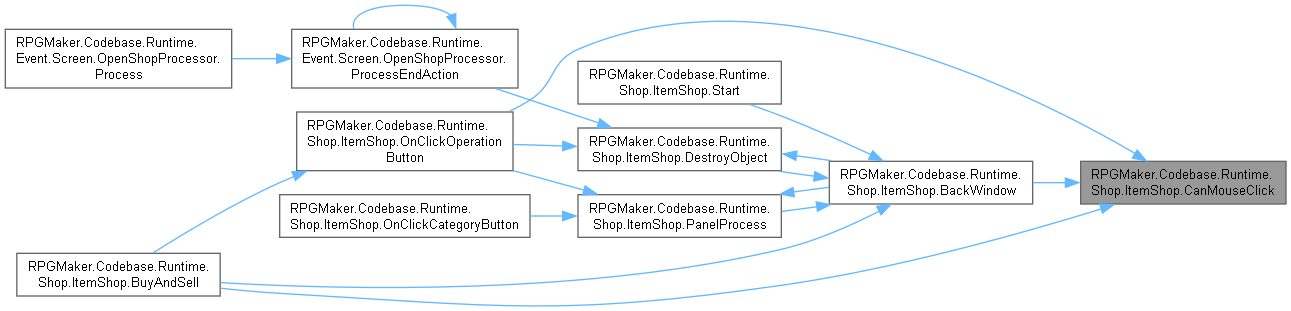 RPGMaker.Codebase.Runtime.
Event.Screen.OpenShopProcessor.
Process
RPGMaker.Codebase.Runtime.
Event.Screen.OpenShopProcessor.
ProcessEndAction
RPGMaker.Codebase.Runtime.
Shop.ItemShop.Start
RPGMaker.Codebase.Runtime.
Shop.ItemShop.OnClickOperation
Button
RPGMaker.Codebase.Runtime.
Shop.ItemShop.DestroyObject
RPGMaker.Codebase.Runtime.
Shop.ItemShop.BackWindow
RPGMaker.Codebase.Runtime.
Shop.ItemShop.CanMouseClick
RPGMaker.Codebase.Runtime.
Shop.ItemShop.OnClickCategoryButton
RPGMaker.Codebase.Runtime.
Shop.ItemShop.PanelProcess
RPGMaker.Codebase.Runtime.
Shop.ItemShop.BuyAndSell